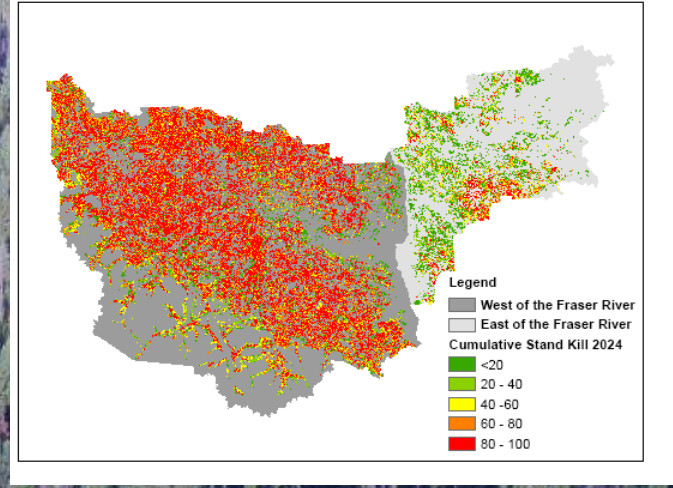 Legend
West of the Fraser River
East of the Fraser River
Cumulative Stand Kill 2024
<20
20 - 40
40 -60
60 - 80
80 - 100